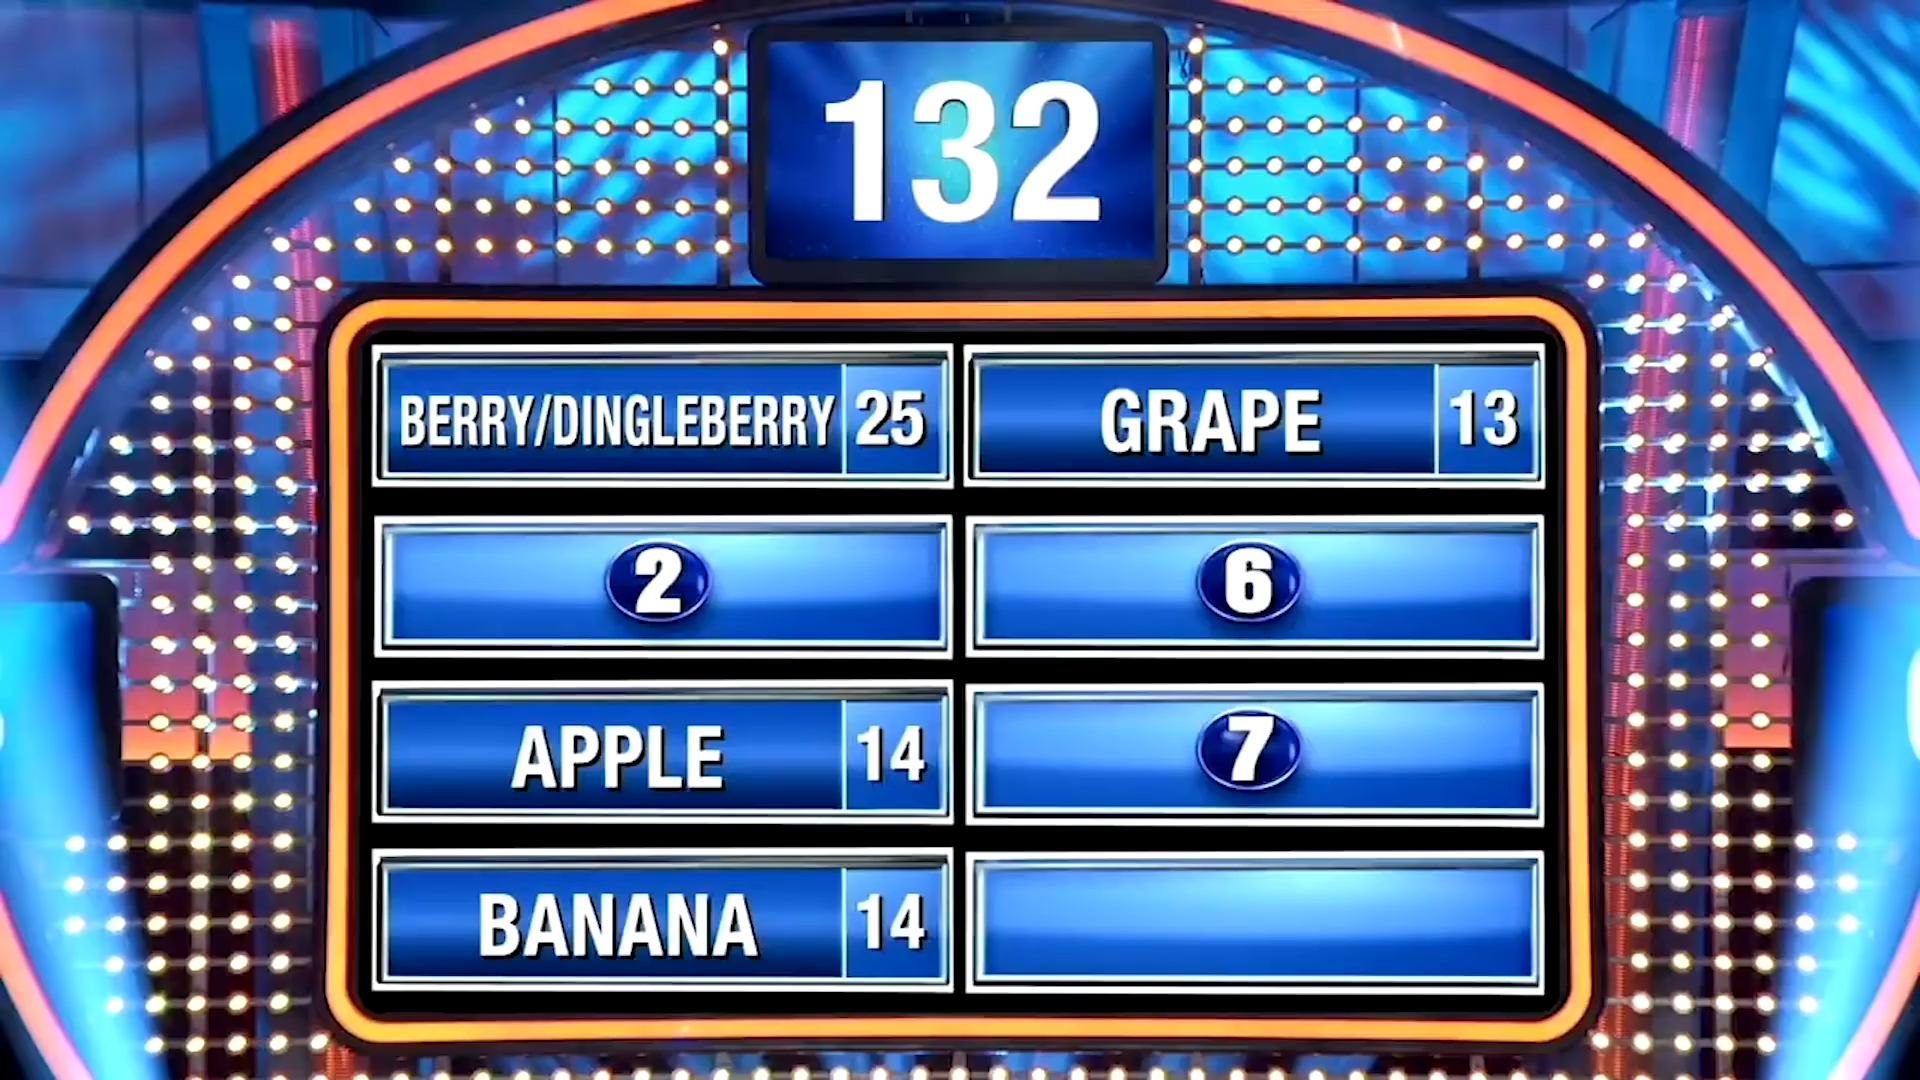 132
BERRY/DINGLEBERRY 25
2
APPLE 14
BANANA 14
GRAPE 13
6
7